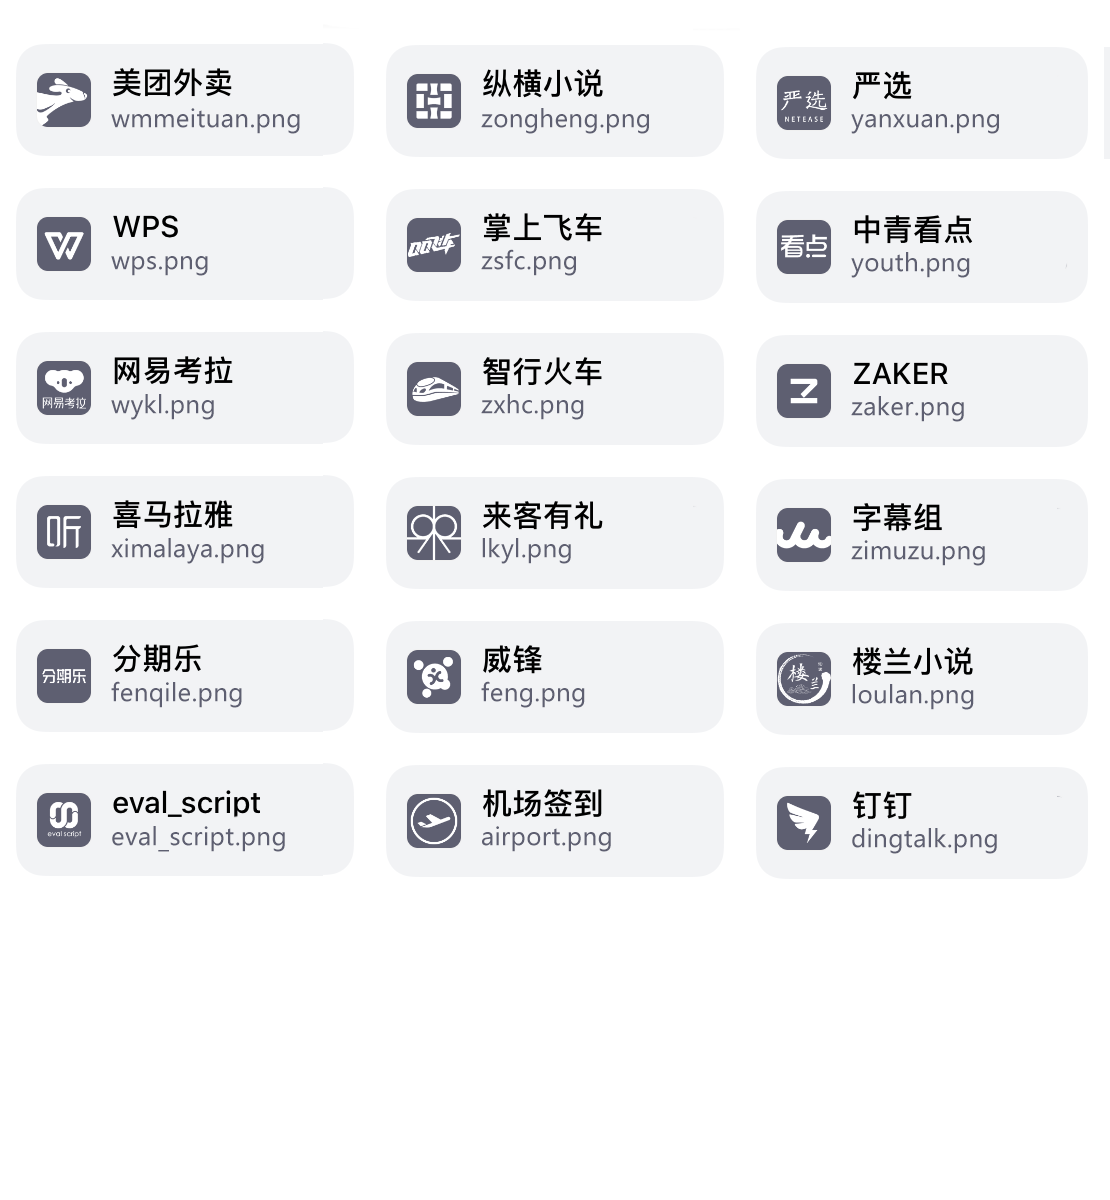 美团外卖
wmmeituan.png
纵横小说
zongheng.png
严选
NETEASE
严选
yanxuan.png
WPS
wps.png
QQ飞车
掌上飞车
zsfc.png
看点
中青看点
youth.png
网易考拉
网易考拉
wykl.png
智行火车
zxhc.png
ZAKER
zaker.png
听
喜马拉雅
ximalaya.png
来客有礼
lkyl.png
字幕组
zimuzu.png
分期乐
分期乐
fenqile.png
威锋
feng.png
楼兰
楼兰小说
loulan.png
eval script
eval_script
eval_script.png
机场签到
airport.png
钉钉
dingtalk.png